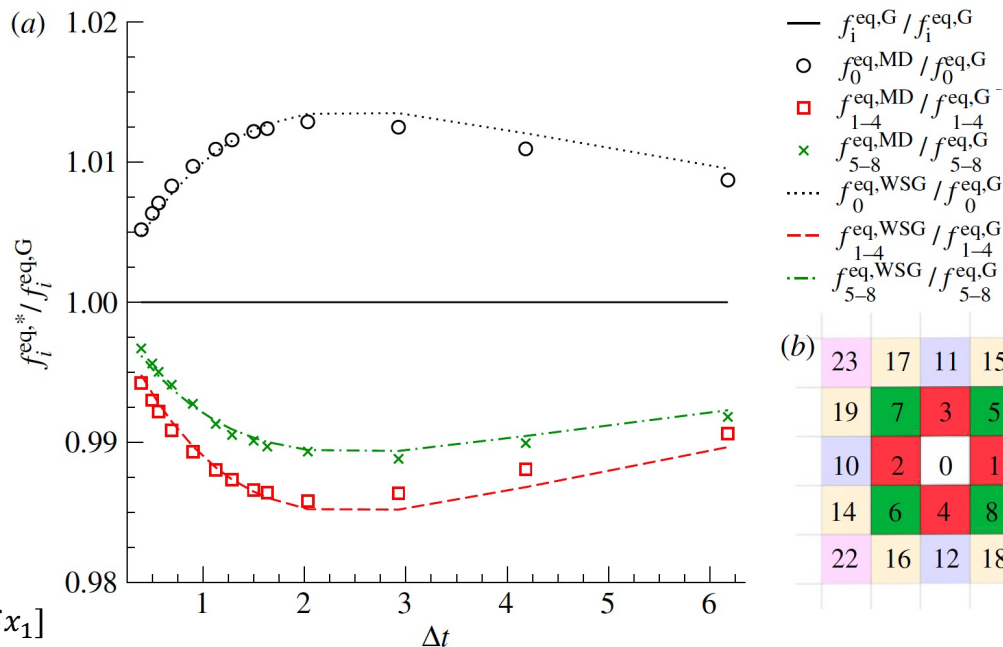 (a)
1.02
1.01
1.00
0.99
0.98
f_i^{eq,*} / f_i^{eq,G}
1 2 3 4 5 6
Δt
x_1]
f_i^{eq,G} / f_i^{eq,G}
f_0^{eq,MD} / f_0^{eq,G}
f_{1–4}^{eq,MD} / f_{1–4}^{eq,G}
f_{5–8}^{eq,MD} / f_{5–8}^{eq,G}
f_0^{eq,WSG} / f_0^{eq,G}
f_{1–4}^{eq,WSG} / f_{1–4}^{eq,G}
f_{5–8}^{eq,WSG} / f_{5–8}^{eq,G}
(b)
23 17 11 15
19 7 3 5
10 2 0 1
14 6 4 8
22 16 12 18